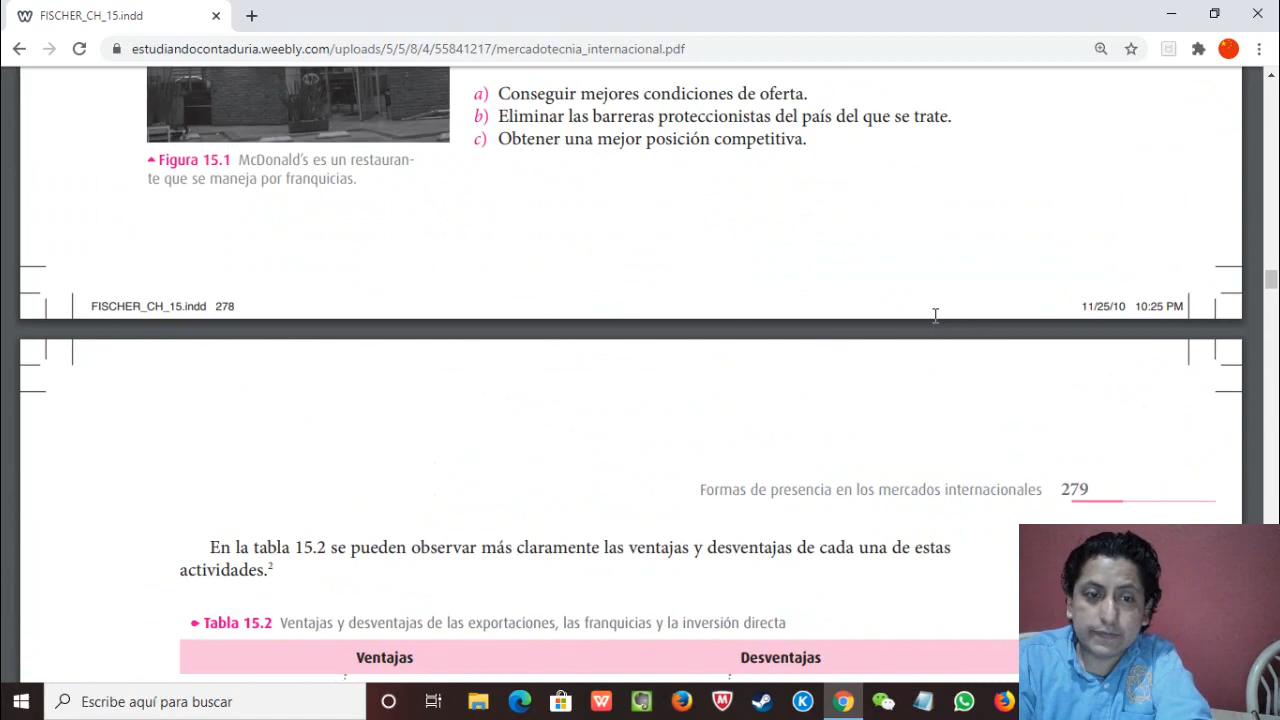 FISCHER_CH_15.indd
estudiandocontaduria.weebly.com/uploads/5/5/8/4/55841217/mercadotecnia_internacional.pdf
a) Conseguir mejores condiciones de oferta.
b) Eliminar las barreras proteccionistas del país del que se trate.
c) Obtener una mejor posición competitiva.
Figura 15.1 McDonald's es un restauran-
te que se maneja por franquicias.
FISCHER_CH_15.indd 278
11/25/10 10:25 PM
Formas de presencia en los mercados internacionales 279
En la tabla 15.2 se pueden observar más claramente las ventajas y desventajas de cada una de estas
actividades.²
Tabla 15.2 Ventajas y desventajas de las exportaciones, las franquicias y la inversión directa
Ventajas Desventajas
Escribe aquí para buscar